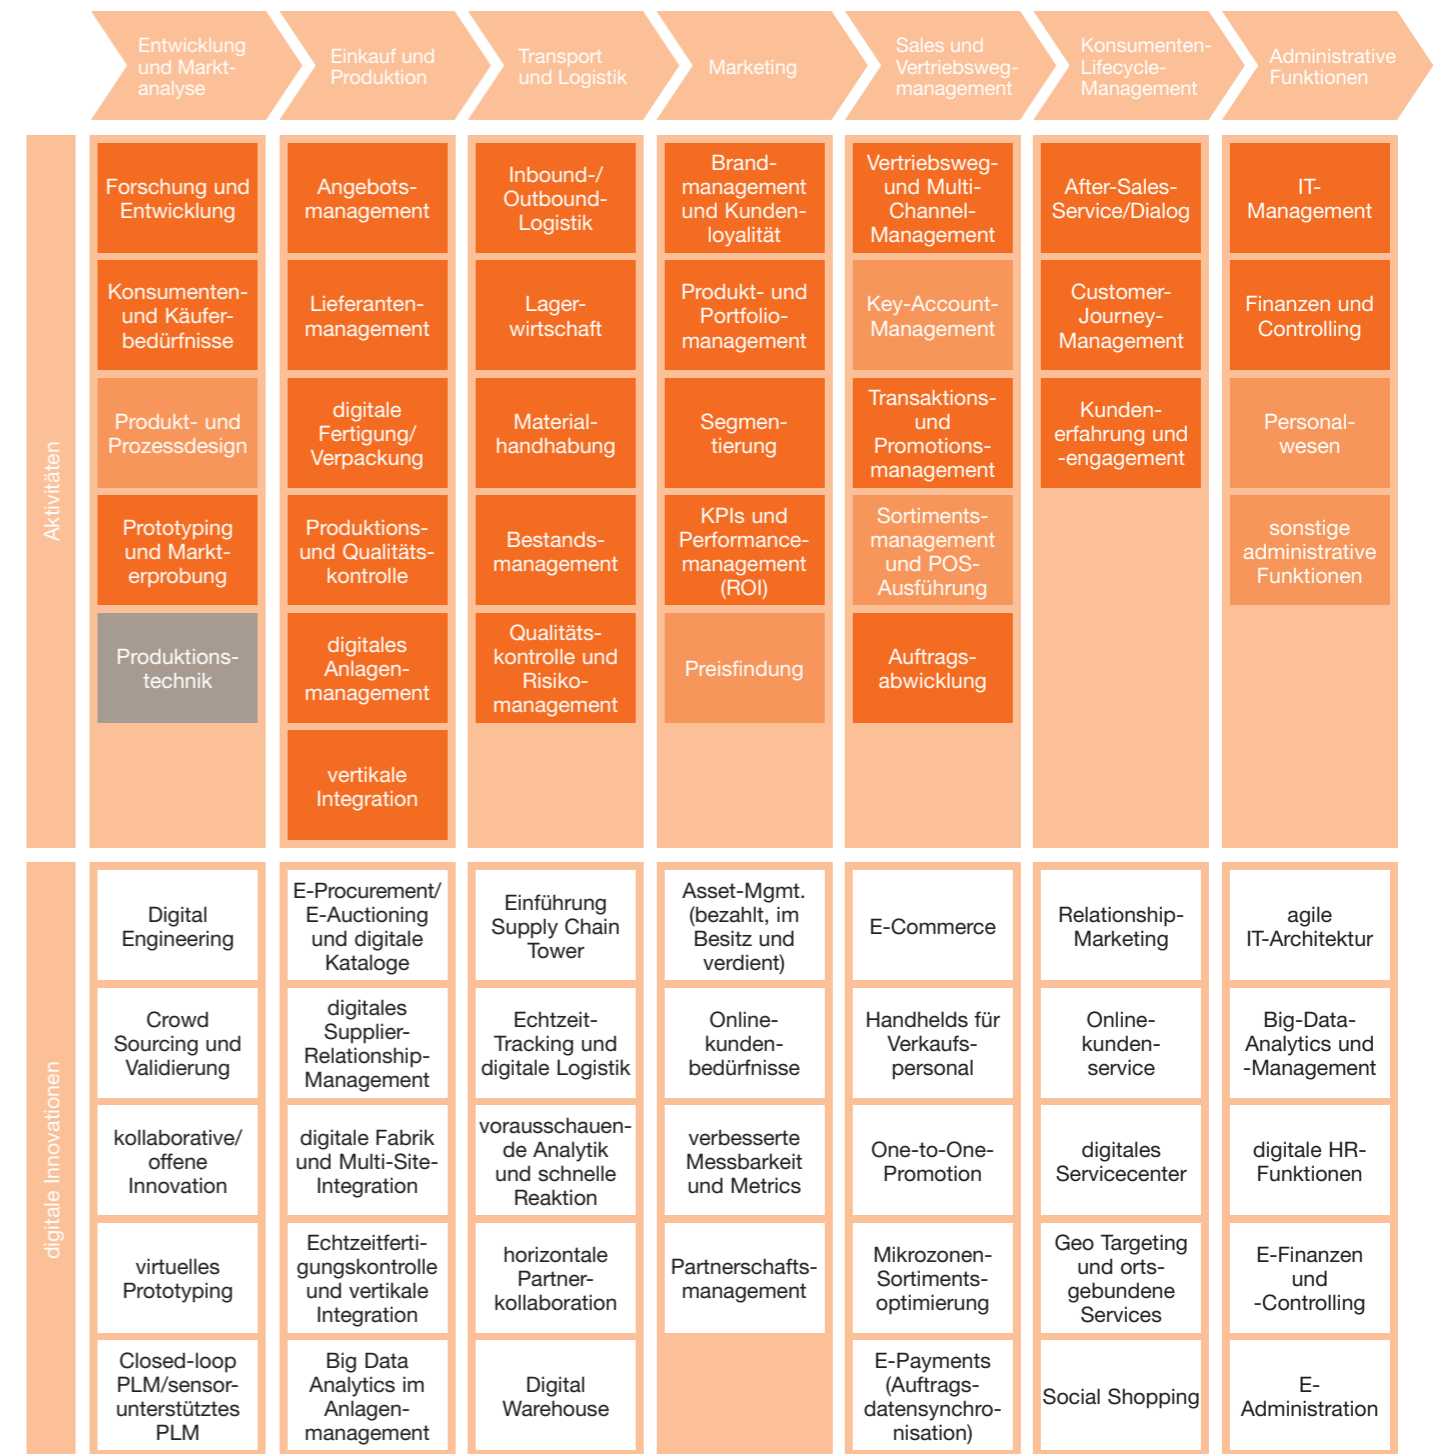 Entwicklung
und Markt-
analyse
Einkauf und
Produktion
Transport
und Logistik
Marketing
Sales und
Vertriebsweg-
management
Konsumenten-
Lifecycle-
Management
Administrative
Funktionen
Aktivitäten
Forschung und
Entwicklung
Konsumenten-
und Käufer-
bedürfnisse
Produkt- und
Prozessdesign
Prototyping
und Markt-
erprobung
Produktions-
technik
Angebots-
management
Lieferanten-
management
digitale
Fertigung/
Verpackung
Produktions-
und Qualitäts-
kontrolle
digitales
Anlagen-
management
vertikale
Integration
Inbound-/
Outbound-
Logistik
Lager-
wirtschaft
Material-
handhabung
Bestands-
management
Qualitäts-
kontrolle und
Risiko-
management
Brand-
management
und Kunden-
loyalität
Produkt- und
Portfolio-
management
Segmen-
tierung
KPIs und
Performance-
management
(ROI)
Preisfindung
Vertriebsweg-
und Multi-
Channel-
Management
Key-Account-
Management
Transaktions-
und
Promotions-
management
Sortiments-
management
und POS-
Ausführung
Auftrags-
abwicklung
After-Sales-
Service/Dialog
Customer-
Journey-
Management
Kunden-
erfahrung und
-engagement
IT-
Management
Finanzen und
Controlling
Personal-
wesen
sonstige
administrative
Funktionen
digitale Innovationen
Digital
Engineering
Crowd
Sourcing und
Validierung
kollaborative/
offene
Innovation
virtuelles
Prototyping
Closed-loop
PLM/sensor-
unterstütztes
PLM
E-Procurement/
E-Auctioning
und digitale
Kataloge
digitales
Supplier-
Relationship-
Management
digitale Fabrik
und Multi-Site-
Integration
Echtzeitferti-
gungskontrolle
und vertikale
Integration
Big Data
Analytics im
Anlagen-
management
Einführung
Supply Chain
Tower
Echtzeit-
Tracking und
digitale Logistik
vorausschauen-
de Analytik
und schnelle
Reaktion
horizontale
Partner-
kollaboration
Digital
Warehouse
Asset-Mgmt.
(bezahlt, im
Besitz und
verdient)
Online-
kunden-
bedürfnisse
verbesserte
Messbarkeit
und Metrics
Partnerschafts-
management
E-Commerce
Handhelds für
Verkaufs-
personal
One-to-One-
Promotion
Mikrozonen-
Sortiments-
optimierung
E-Payments
(Auftrags-
datensynchro-
nisation)
Relationship-
Marketing
Online-
kunden-
service
digitales
Servicecenter
Geo Targeting
und orts-
gebundene
Services
Social Shopping
agile
IT-Architektur
Big-Data-
Analytics und
-Management
digitale HR-
Funktionen
E-Finanzen
und
-Controlling
E-
Administration